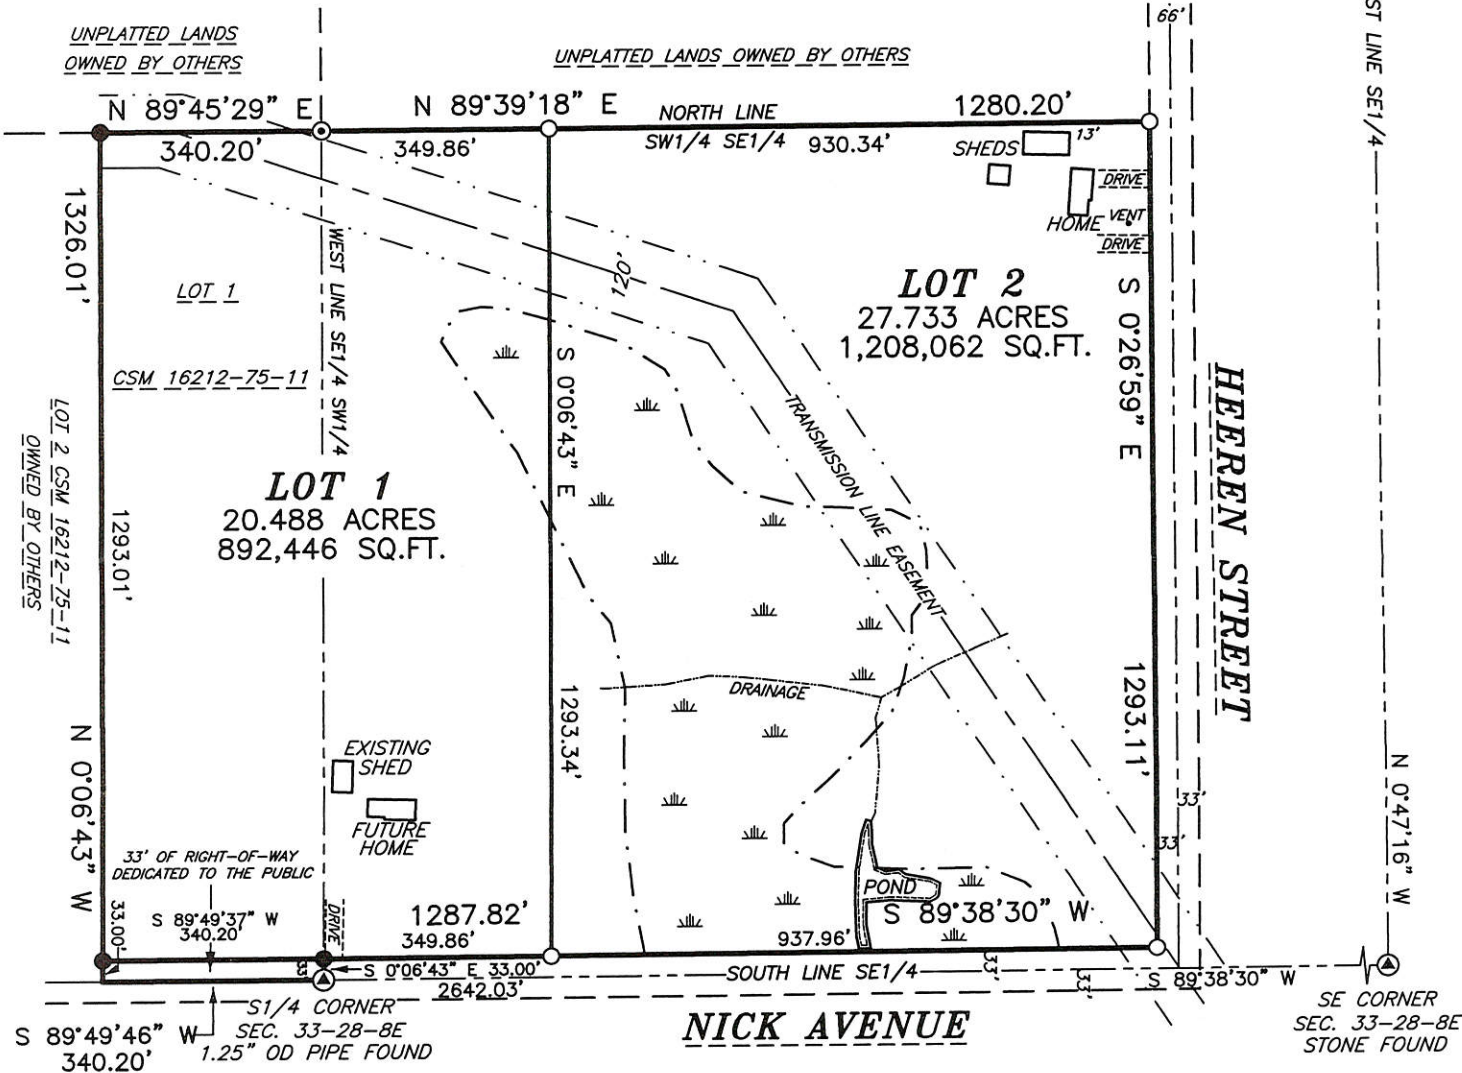 66'
ST LINE SE1/4
UNPLATTED LANDS
OWNED BY OTHERS
UNPLATTED LANDS OWNED BY OTHERS
N 89°45'29" E
N 89°39'18" E
NORTH LINE
1280.20'
340.20'
349.86'
SW1/4 SE1/4
930.34'
SHEDS
13'
DRIVE
HOME
VENT
DRIVE
1326.01'
LOT 1
WEST LINE SE1/4 SW1/4
120'
LOT 2
27.733 ACRES
1,208,062 SQ.FT.
S 0°26'59" E
CSM 16212-75-11
S 0°06'43" E
TRANSMISSION LINE EASEMENT
HEEREN STREET
LOT 2 CSM 16212-75-11
OWNED BY OTHERS
LOT 1
20.488 ACRES
892,446 SQ.FT.
1293.01'
1293.34'
DRAINAGE
1293.11'
N 0°06'43" W
EXISTING
SHED
FUTURE
HOME
N 0°47'16" W
33'
33'
33' OF RIGHT-OF-WAY
DEDICATED TO THE PUBLIC
POND
S 89°38'30" W
33.00'
S 89°49'37" W
340.20'
DRIVE
1287.82'
349.86'
937.96'
33'
S 0°06'43" E 33.00'
SOUTH LINE SE1/4
33'
33'
S 89°38'30" W
2642.03'
S 89°49'46" W
340.20'
S1/4 CORNER
SEC. 33-28-8E
1.25" OD PIPE FOUND
NICK AVENUE
SE CORNER
SEC. 33-28-8E
STONE FOUND